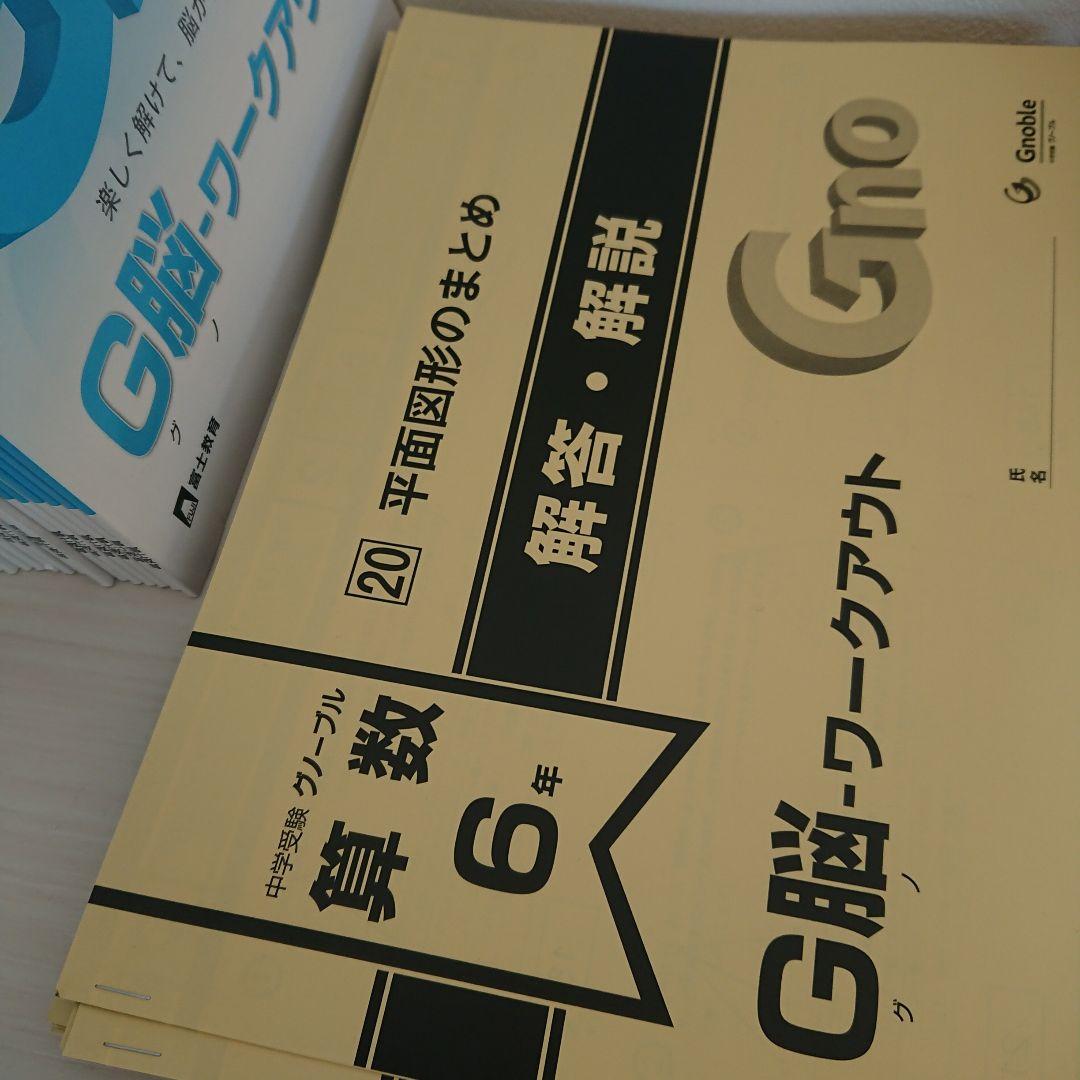 中学受験 グノーブル
算数
6年
20 平面図形のまとめ
解答・解説
Gno
G脳-ワークアウト
グ ノ
氏名
Gnoble
楽しく解けて、脳が
G脳-ワークアウ
グ ノ
富士教育